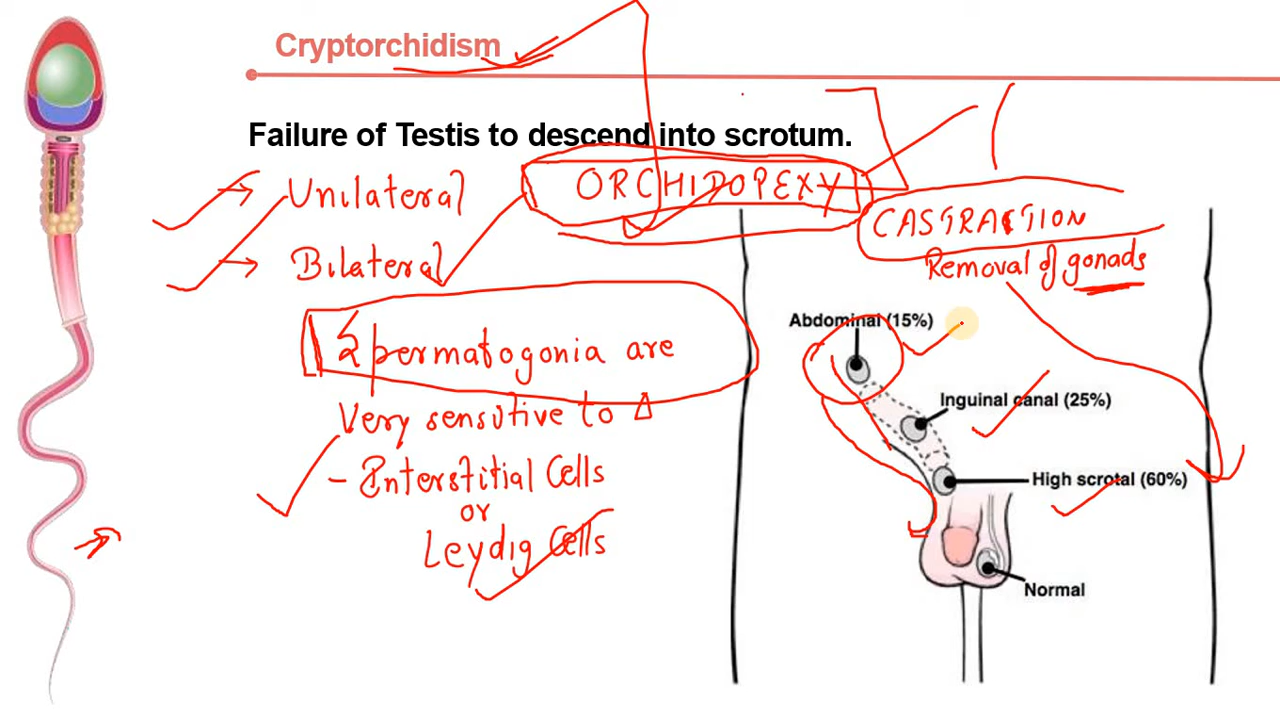 Cryptorchidism
Failure of Testis to descend into scrotum.
→ Unilateral
ORCHIDOPEXY
CASTRACTION
Removal of gonads
→ Bilateral
Spermatogonia are
Very sensitive to Δ
- Interstitial Cells
or
Leydig Cells
Abdominal (15%)
Inguinal canal (25%)
High scrotal (60%)
Normal